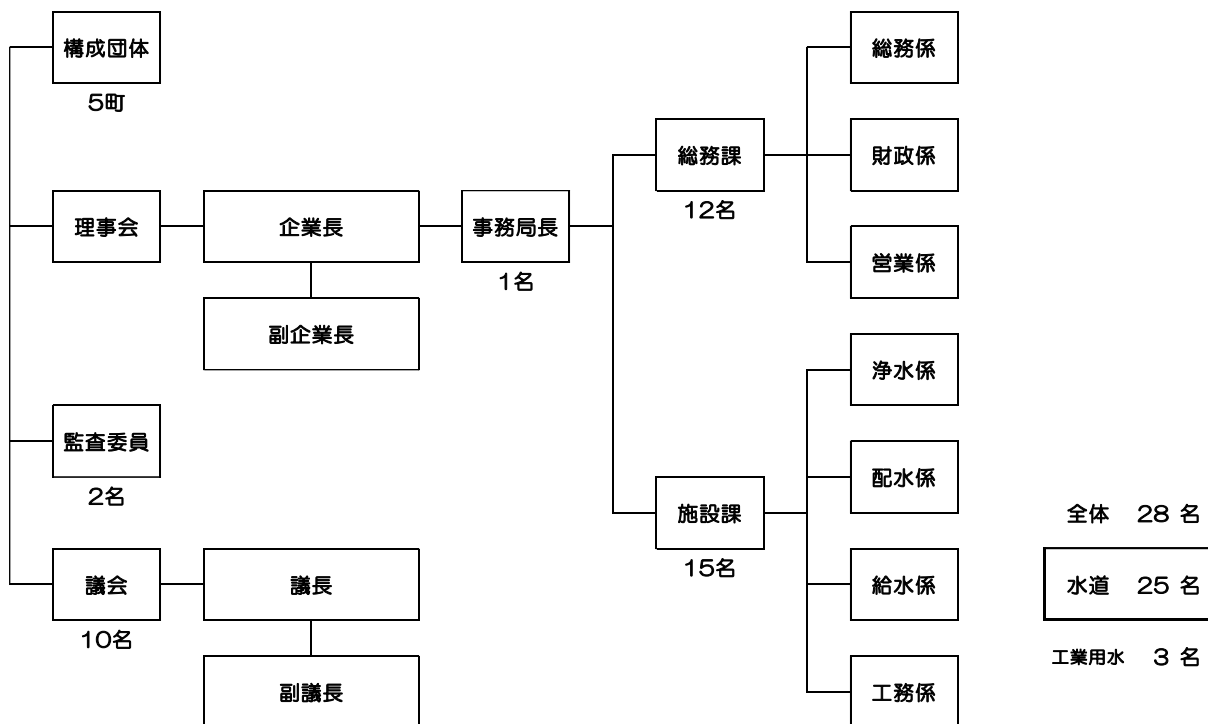 構成団体
5町
理事会
企業長
副企業長
事務局長
1名
監査委員
2名
議会
10名
議長
副議長
総務課
12名
総務係
財政係
営業係
施設課
15名
浄水係
配水係
給水係
工務係
全体 28 名
水道 25 名
工業用水 3 名